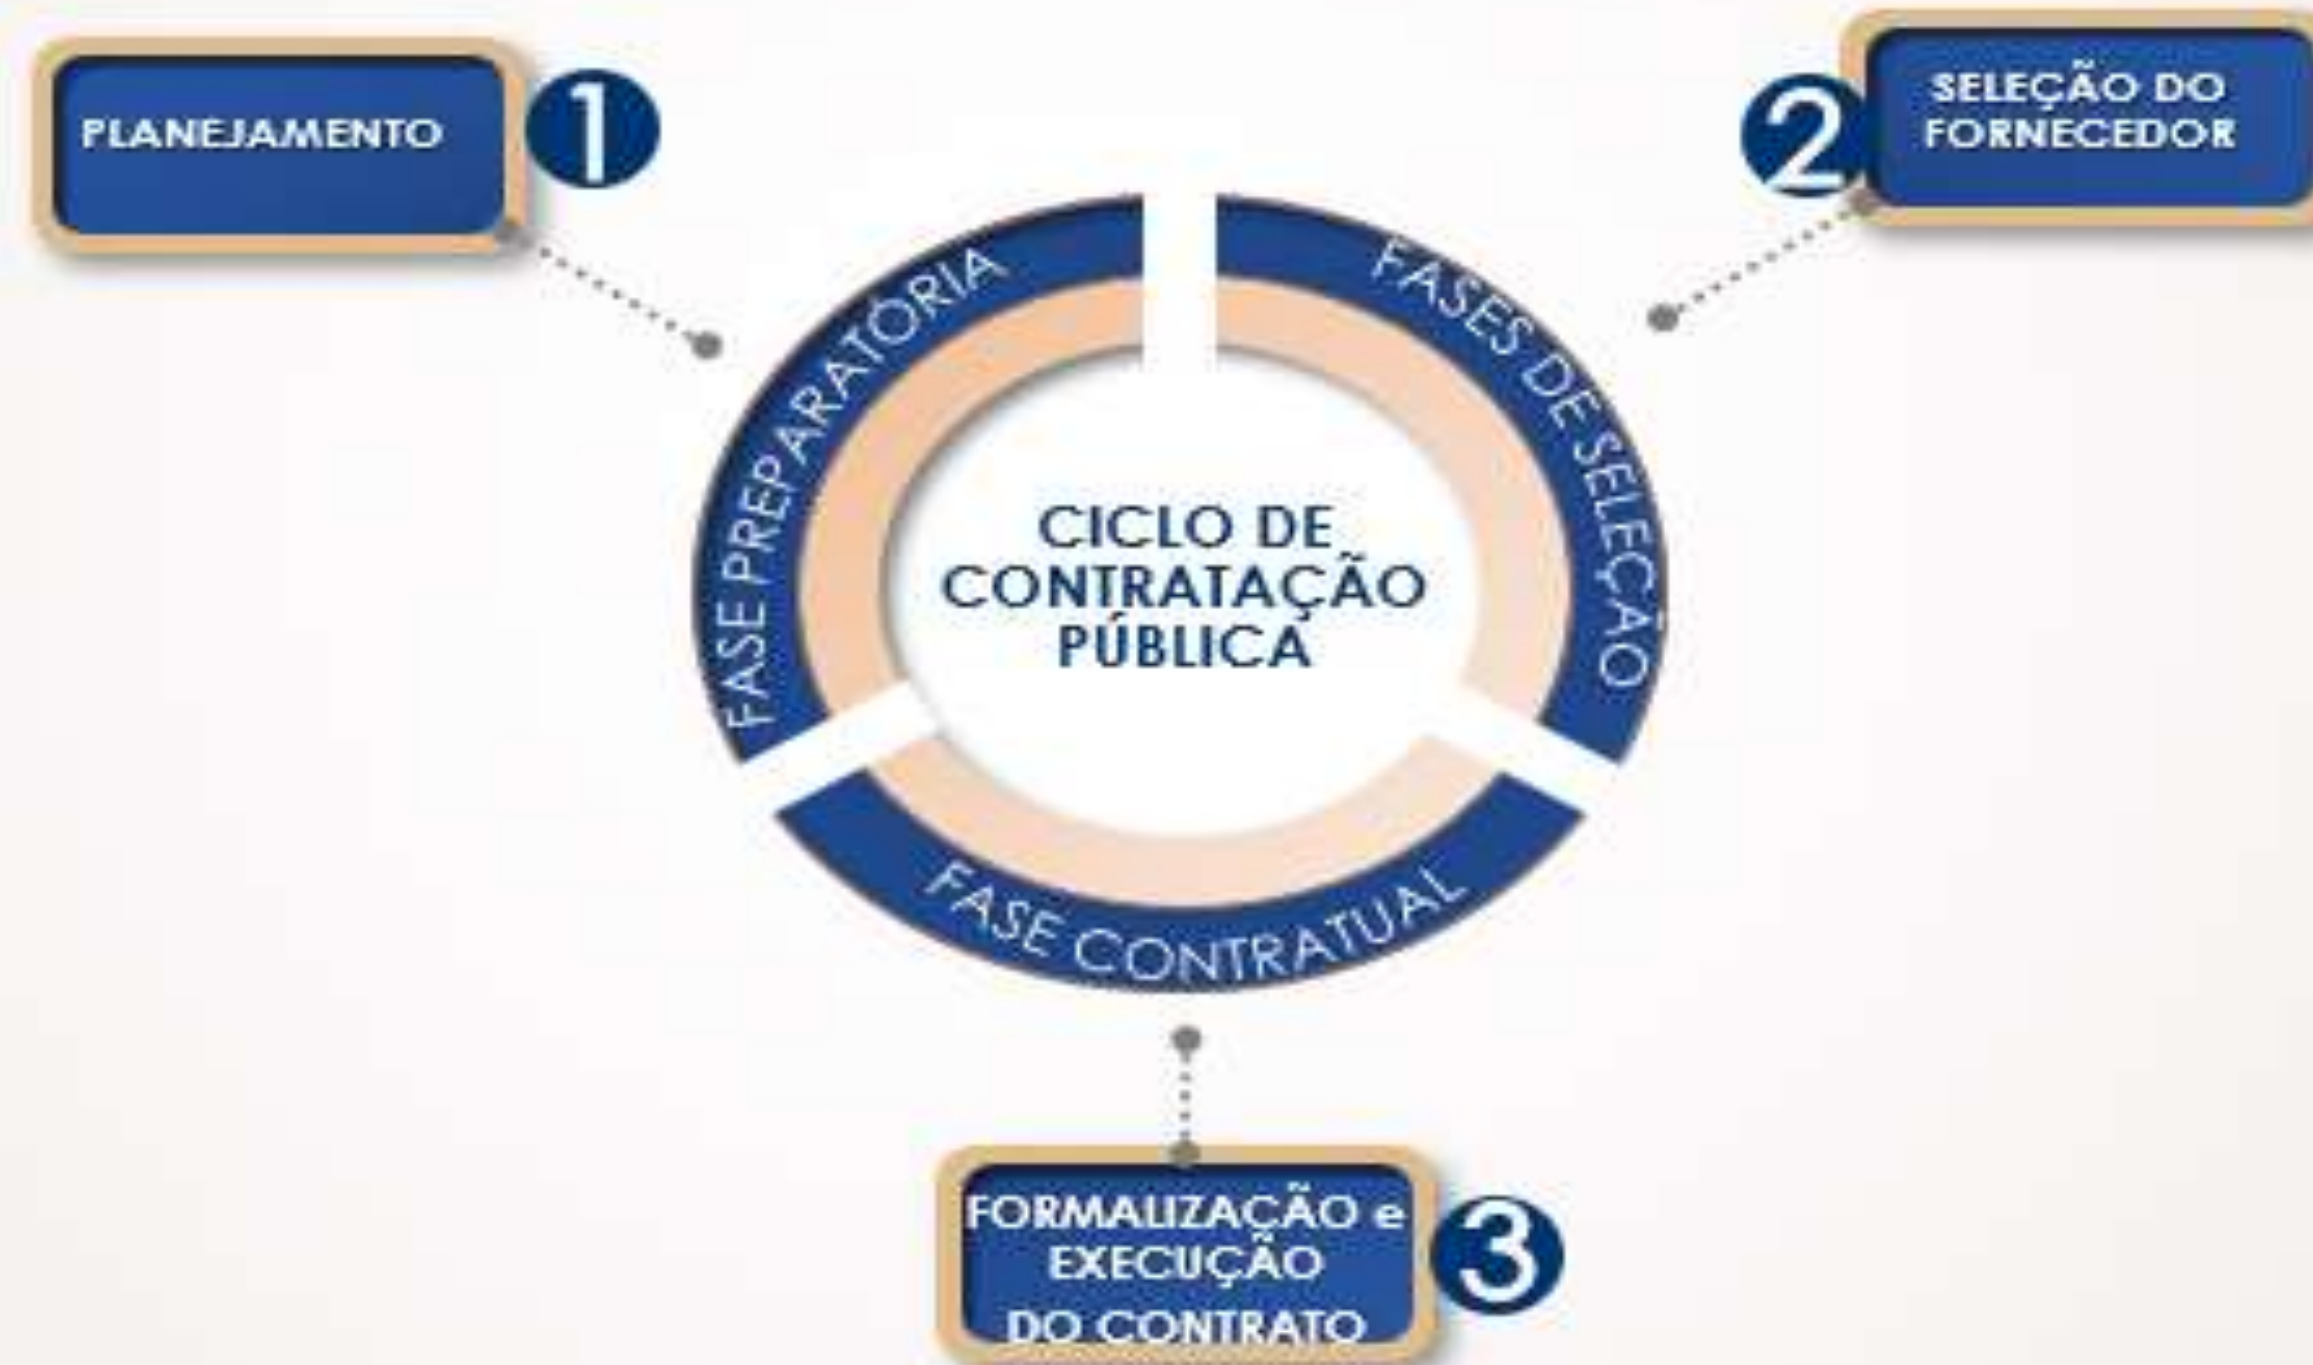 PLANEJAMENTO
1
2
SELEÇÃO DO
FORNECEDOR
FASE PREPARATÓRIA
FASES DE SELEÇÃO
CICLO DE
CONTRATAÇÃO
PÚBLICA
FASE CONTRATUAL
FORMALIZAÇÃO e
EXECUÇÃO
DO CONTRATO
3